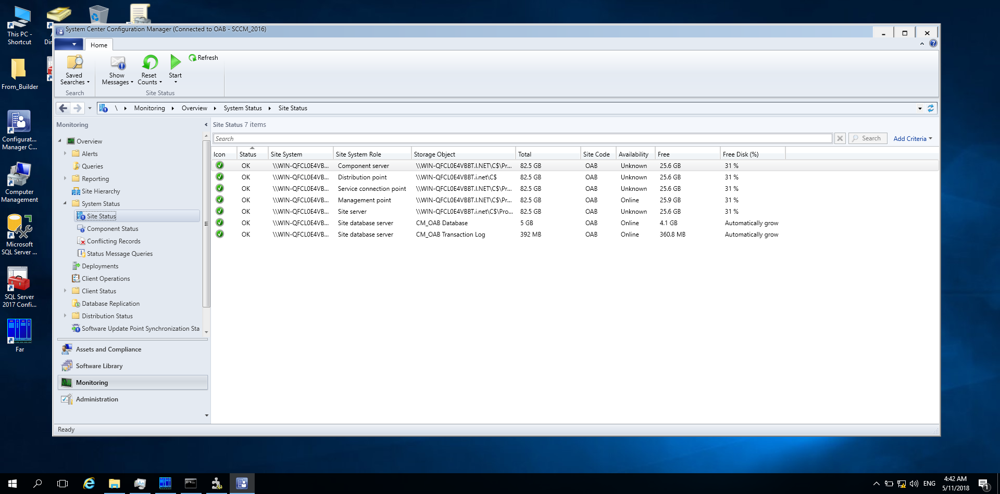 This PC -
Shortcut
From_Builder
Configurat...
Manager C...
Computer
Management
Microsoft
SQL Server ...
SQL Server
2017 Confi...
Far
System Center Configuration Manager (Connected to OAB - SCCM_2016)
Home
Saved
Searches
Search
Show
Messages
Reset
Counts
Start
Refresh
Site Status
\ Monitoring Overview System Status Site Status
Monitoring
Overview
Alerts
Queries
Reporting
Site Hierarchy
System Status
Site Status
Component Status
Conflicting Records
Status Message Queries
Deployments
Client Operations
Client Status
Database Replication
Distribution Status
Software Update Point Synchronization Sta
Assets and Compliance
Software Library
Monitoring
Administration
Site Status 7 items
Search Search Add Criteria
Icon Status Site System Site System Role Storage Object Total Site Code Availability Free Free Disk (%)
OK \\WIN-QFCL0E4VB... Component server \\WIN-QFCL0E4VBBT.I.NET\C$\Pr... 82.5 GB OAB Unknown 25.6 GB 31 %
OK \\WIN-QFCL0E4VB... Distribution point \\WIN-QFCL0E4VBBT.i.net\C$ 82.5 GB OAB Unknown 25.6 GB 31 %
OK \\WIN-QFCL0E4VB... Service connection point \\WIN-QFCL0E4VBBT.I.NET\C$\Pr... 82.5 GB OAB Unknown 25.6 GB 31 %
OK \\WIN-QFCL0E4VB... Management point \\WIN-QFCL0E4VBBT.I.NET\C$\Pr... 82.5 GB OAB Online 25.9 GB 31 %
OK \\WIN-QFCL0E4VB... Site server \\WIN-QFCL0E4VBBT.i.net\C$\Pro... 82.5 GB OAB Unknown 25.6 GB 31 %
OK \\WIN-QFCL0E4VB... Site database server CM_OAB Database 5 GB OAB Online 4.1 GB Automatically grow
OK \\WIN-QFCL0E4VB... Site database server CM_OAB Transaction Log 392 MB OAB Online 360.8 MB Automatically grow
Ready
ENG
4:42 AM
5/11/2018
1